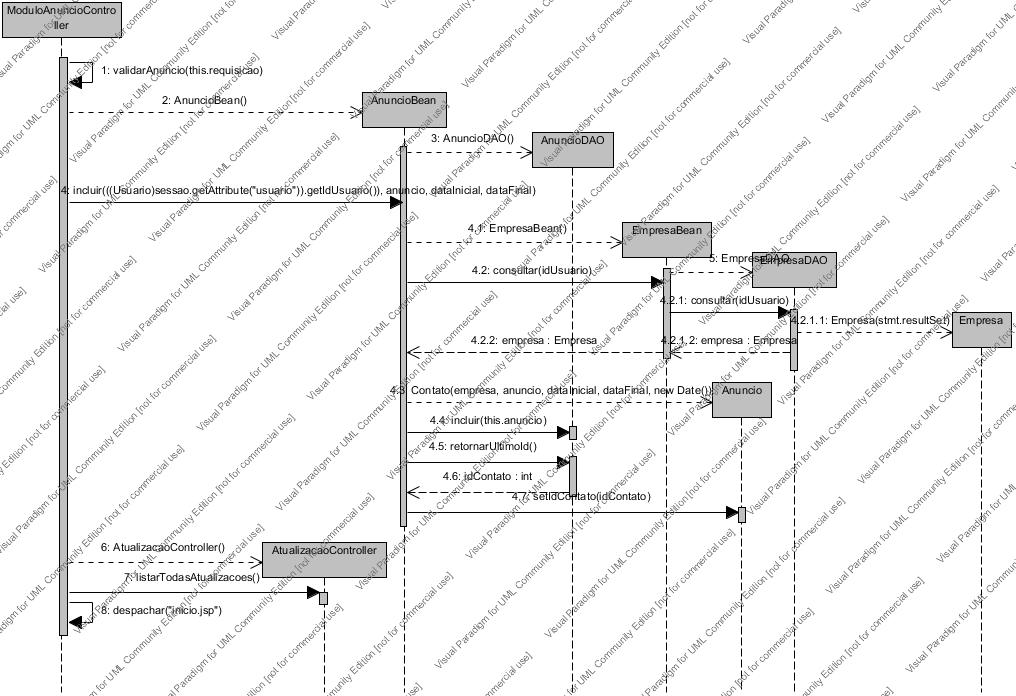 ModuloAnuncioContro
ller
1: validarAnuncio(this.requisicao)
2: AnuncioBean()
AnuncioBean
3: AnuncioDAO()
AnuncioDAO
4: incluir(((Usuario)sessao.getAttribute("usuario")).getIdUsuario(), anuncio, dataInicial, dataFinal)
4.1: EmpresaBean()
EmpresaBean
5: EmpresaDAO
EmpresaDAO
4.2: consultar(idUsuario)
4.2.1: consultar(idUsuario)
4.2.1.1: Empresa(stmt.resultSet)
Empresa
4.2.2: empresa : Empresa
4.2.1.2: empresa : Empresa
4.3: Contato(empresa, anuncio, dataInicial, dataFinal, new Date())
Anuncio
4.4: incluir(this.anuncio)
4.5: retornarUltimoId()
4.6: idContato : int
4.7: setIdContato(idContato)
6: AtualizacaoController()
AtualizacaoController
7: listarTodasAtualizacoes()
8: despachar("inicio.jsp")
Visual Paradigm for UML Community Edition [not for commercial use]